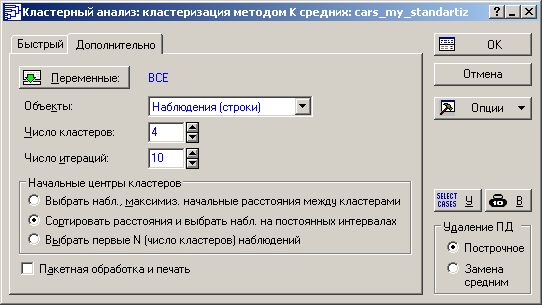 Кластерный анализ: кластеризация методом К средних: cars_my_standartiz
Быстрый Дополнительно
Переменные: ВСЕ
Объекты: Наблюдения (строки)
Число кластеров: 4
Число итераций: 10
Начальные центры кластеров
Выбрать набл., максимиз. начальные расстояния между кластерами
Сортировать расстояния и выбрать набл. на постоянных интервалах
Выбрать первые N (число кластеров) наблюдений
Пакетная обработка и печать
OK
Отмена
Опции
SELECT CASES У В
Удаление ПД
Построчное
Замена средним